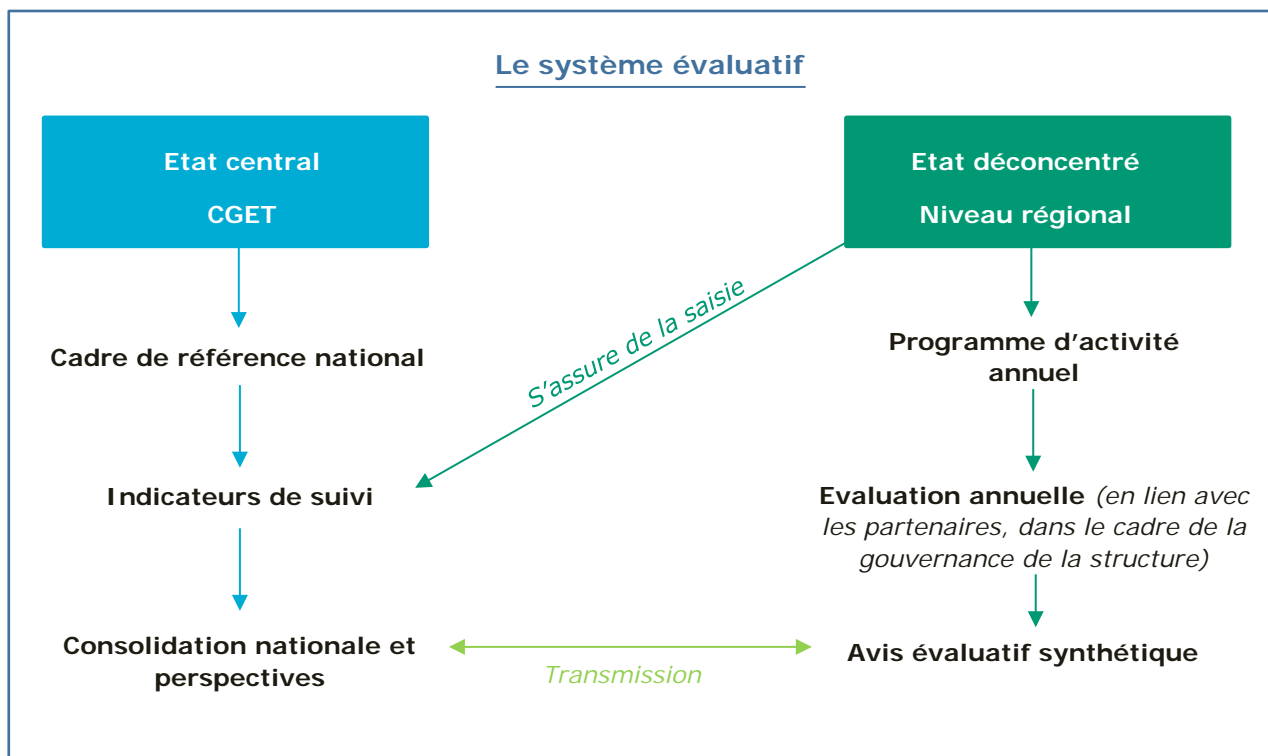 Le système évaluatif
Etat central
CGET
Etat déconcentré
Niveau régional
S'assure de la saisie
Cadre de référence national
Programme d'activité
annuel
Indicateurs de suivi
Evaluation annuelle (en lien avec
les partenaires, dans le cadre de la
gouvernance de la structure)
Consolidation nationale et
perspectives
Transmission
Avis évaluatif synthétique